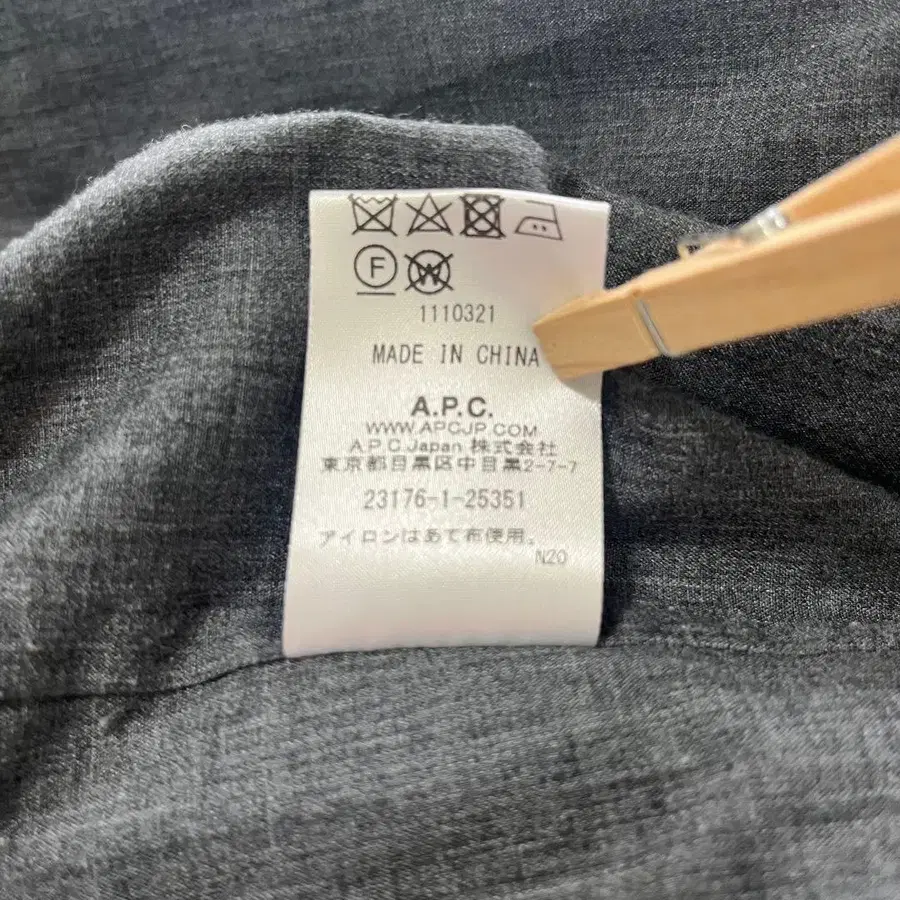 F W
1110321
MADE IN CHINA
A.P.C.
WWW.APCJP.COM
A.P.C.Japan 株式会社
東京都目黒区中目黒2-7-7
23176-1-25351
アイロンはあて布使用。
N20